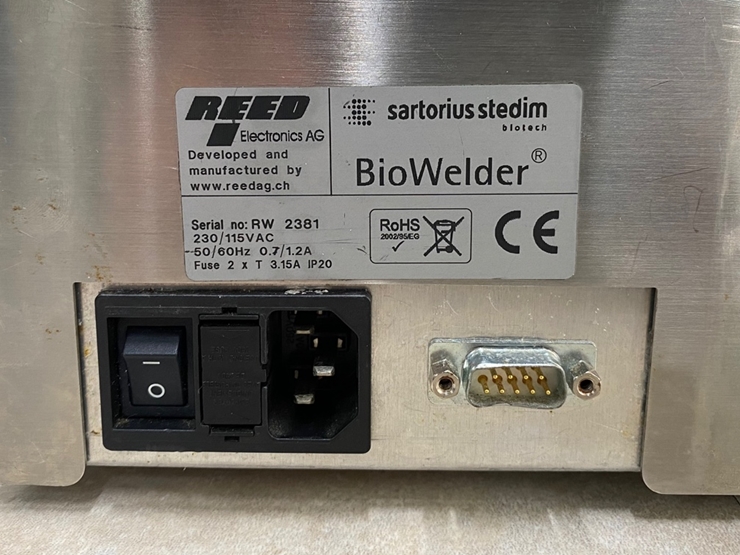 REED
Electronics AG
Developed and
manufactured by
www.reedag.ch
sartorius stedim
biotech
BioWelder®
Serial no: RW 2381
230/115VAC
50/60Hz 0.7/1.2A
Fuse 2 x T 3.15A IP20
RoHS
2002/95/EG
CE